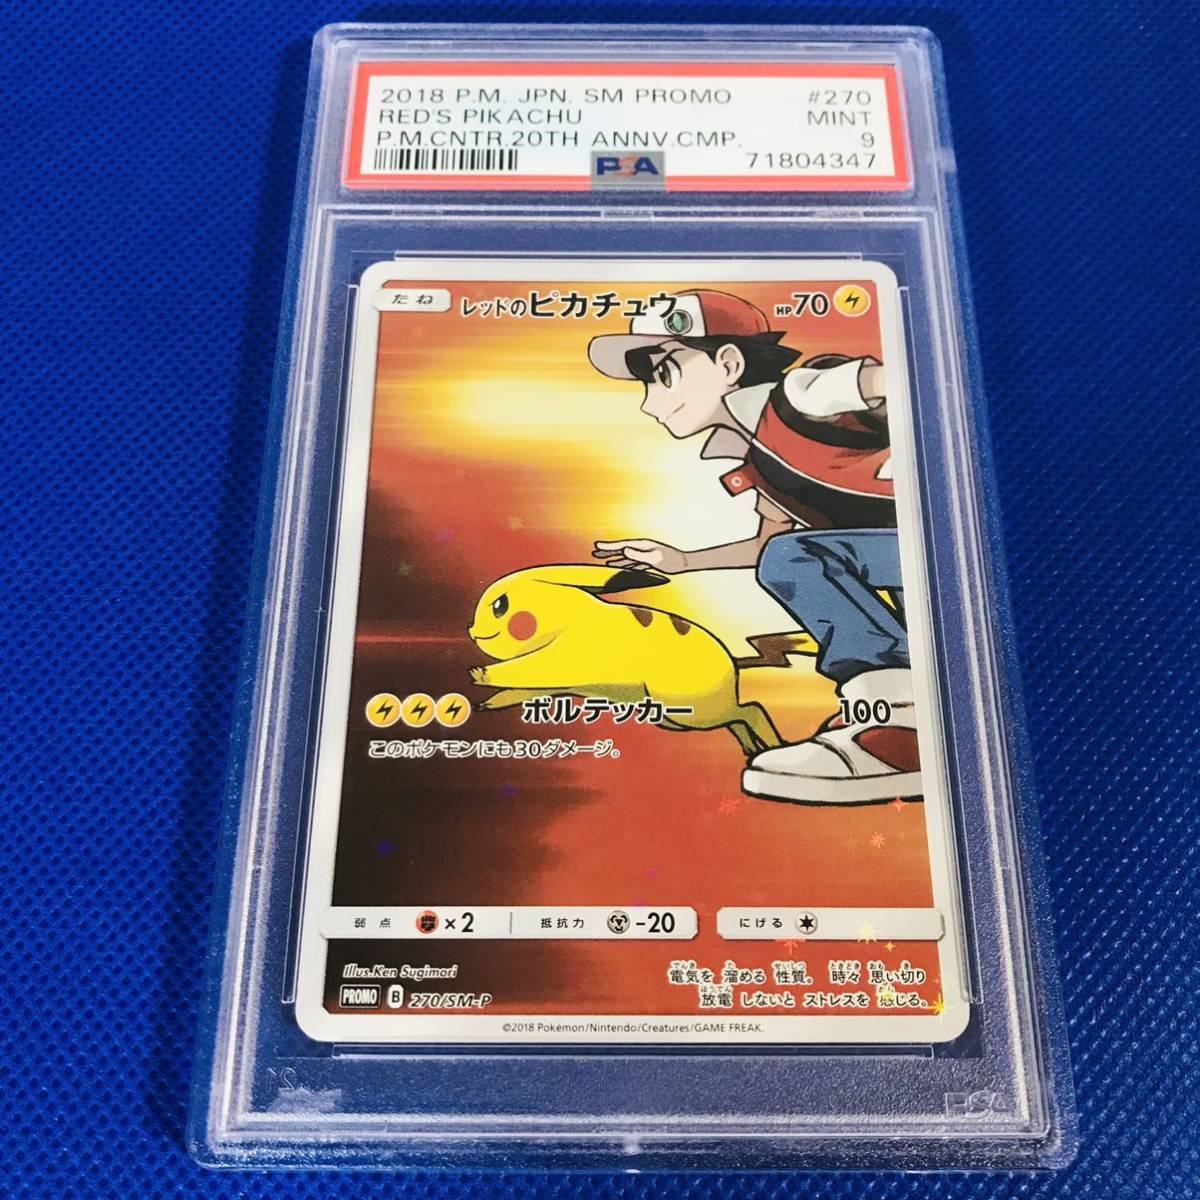 2018 P.M. JPN. SM PROMO #270
RED'S PIKACHU MINT
P.M.CNTR.20TH ANNV.CMP. 9
PSA 71804347
たね レッドのピカチュウ HP70
ボルテッカー 100
このポケモンにも30ダメージ。
弱点 ×2 抵抗力 -20 にげる
Illus.Ken Sugimori
電気を 溜める 性質。 時々 思い切り
放電 しないと ストレスを 感じる。
PROMO B 270/SM-P
©2018 Pokémon/Nintendo/Creatures/GAME FREAK.
PSA